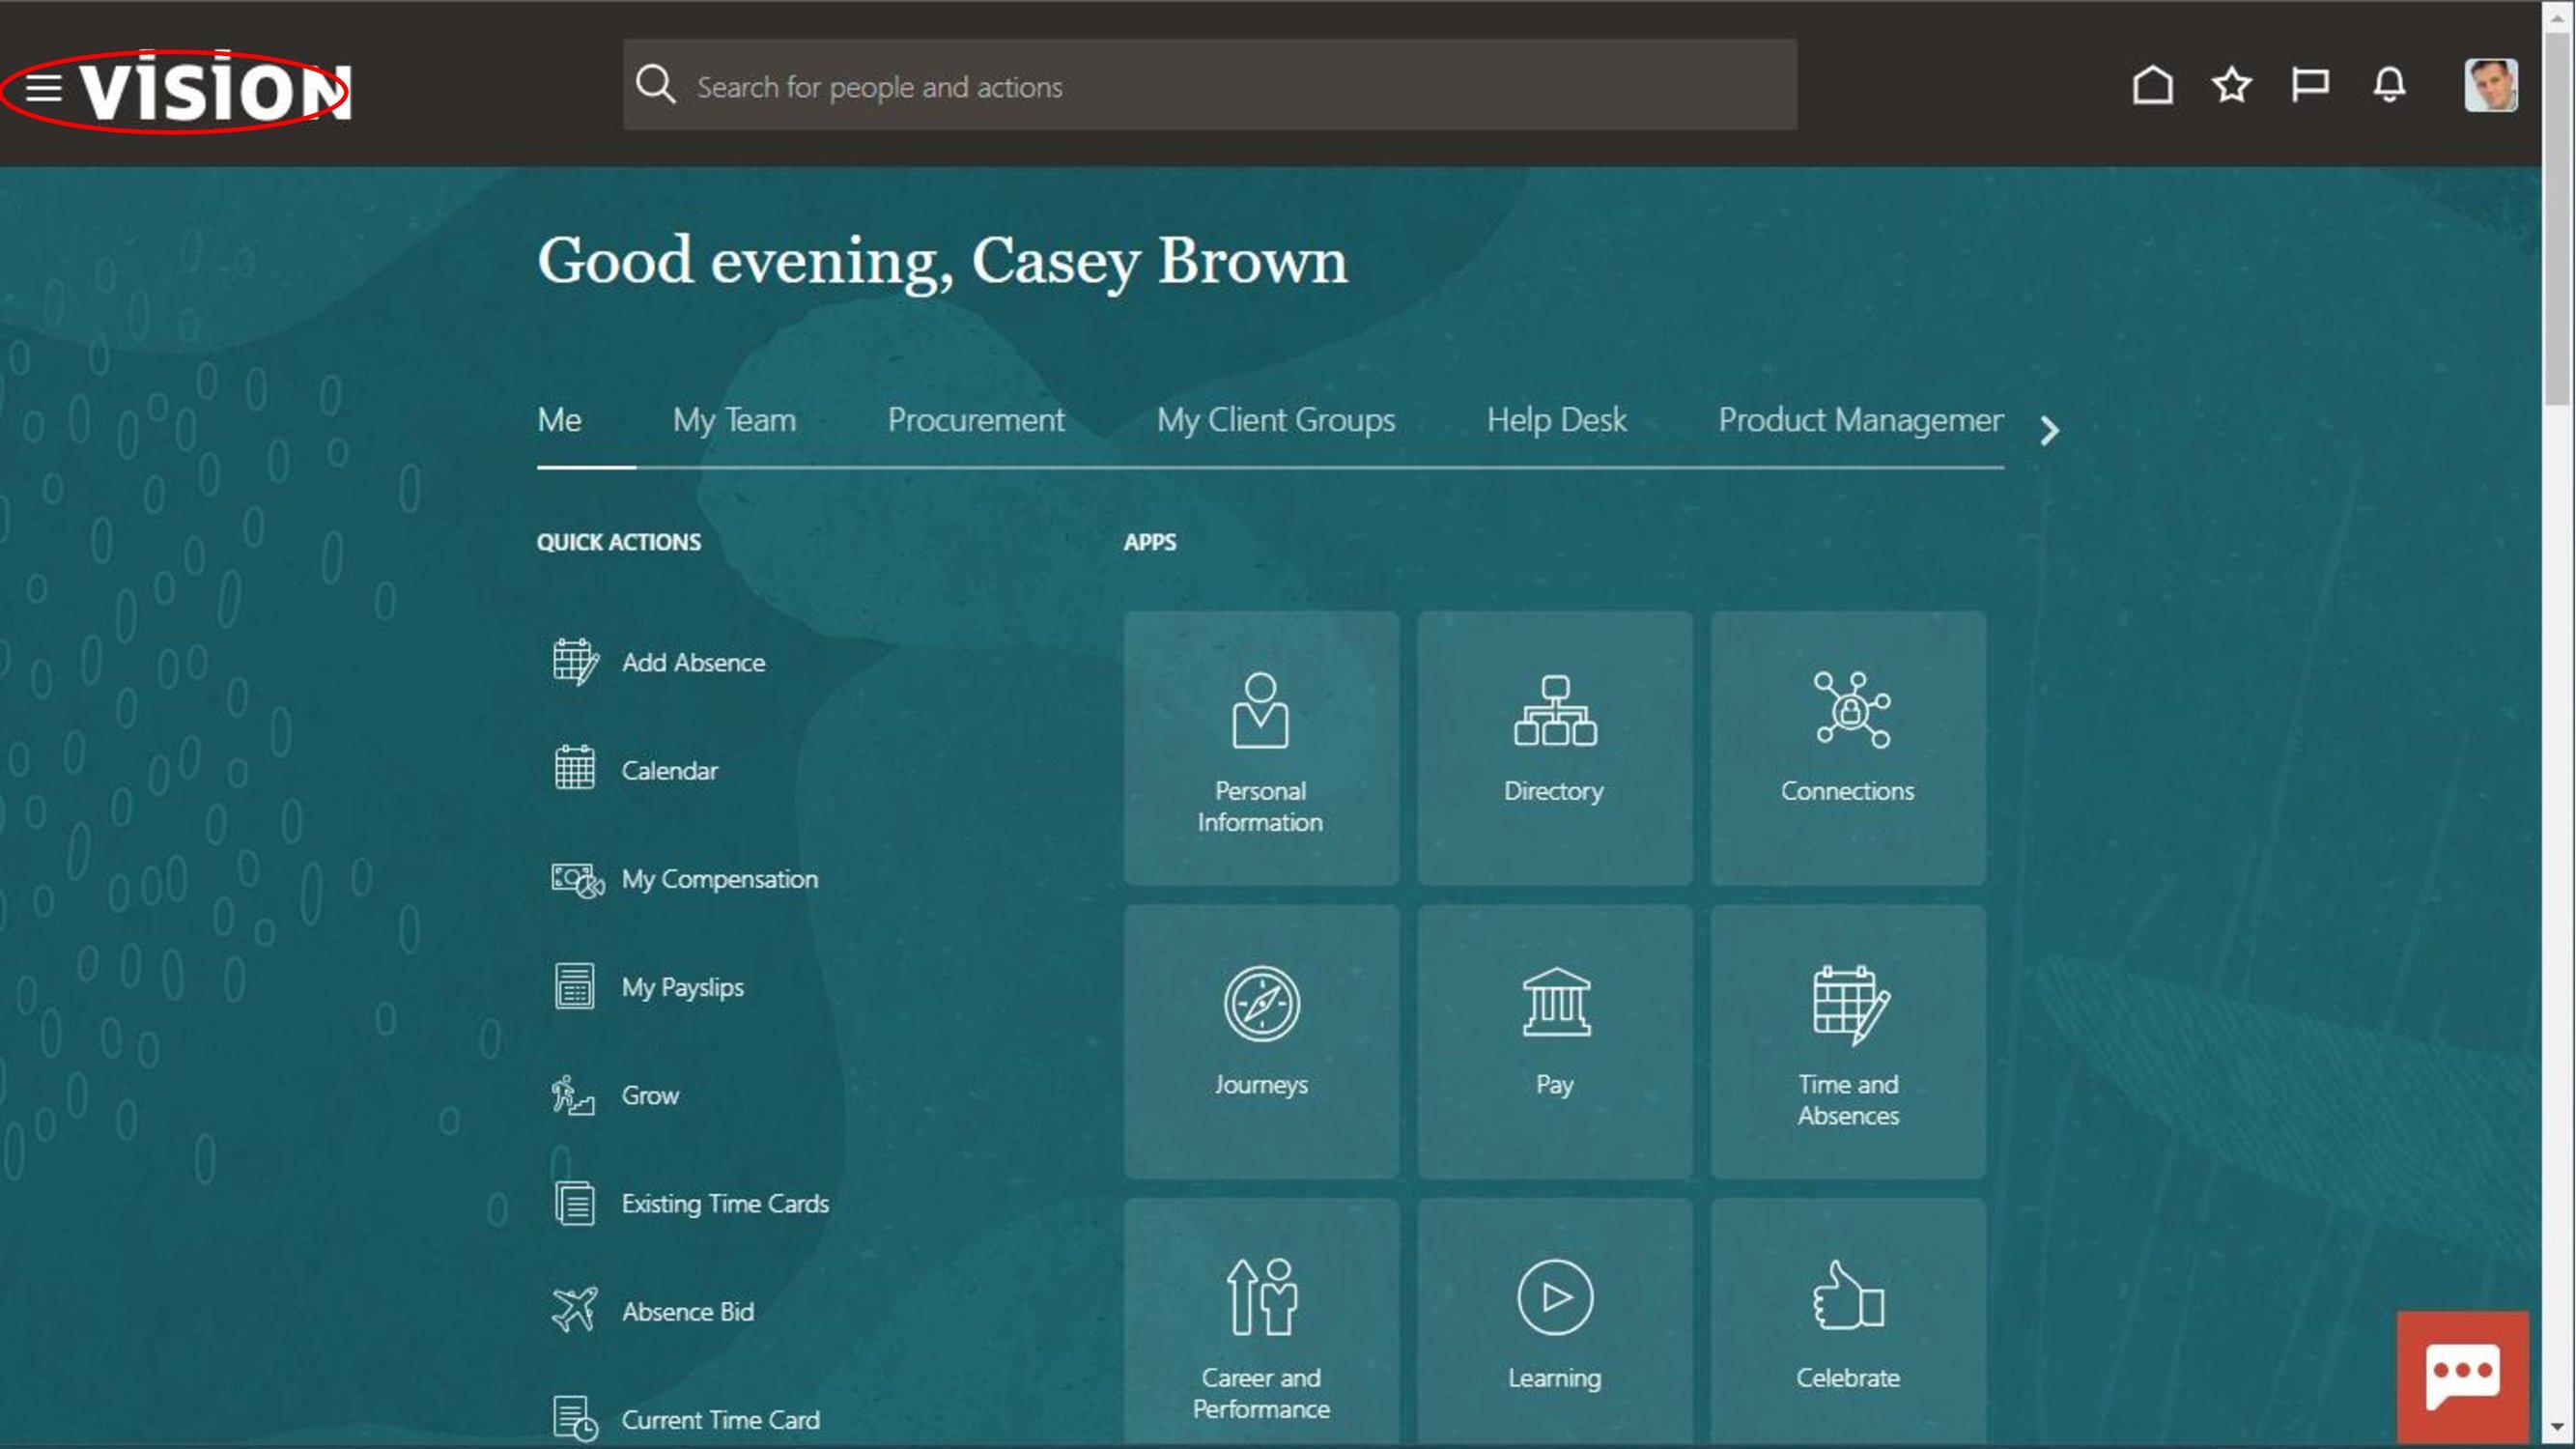 vision
Search for people and actions
Good evening, Casey Brown
Me
My Team
Procurement
My Client Groups
Help Desk
Product Managemen
QUICK ACTIONS
APPS
Add Absence
Calendar
My Compensation
My Payslips
Grow
Existing Time Cards
Absence Bid
Current Time Card
Personal
Information
Directory
Connections
Journeys
Pay
Time and
Absences
Career and
Performance
Learning
Celebrate